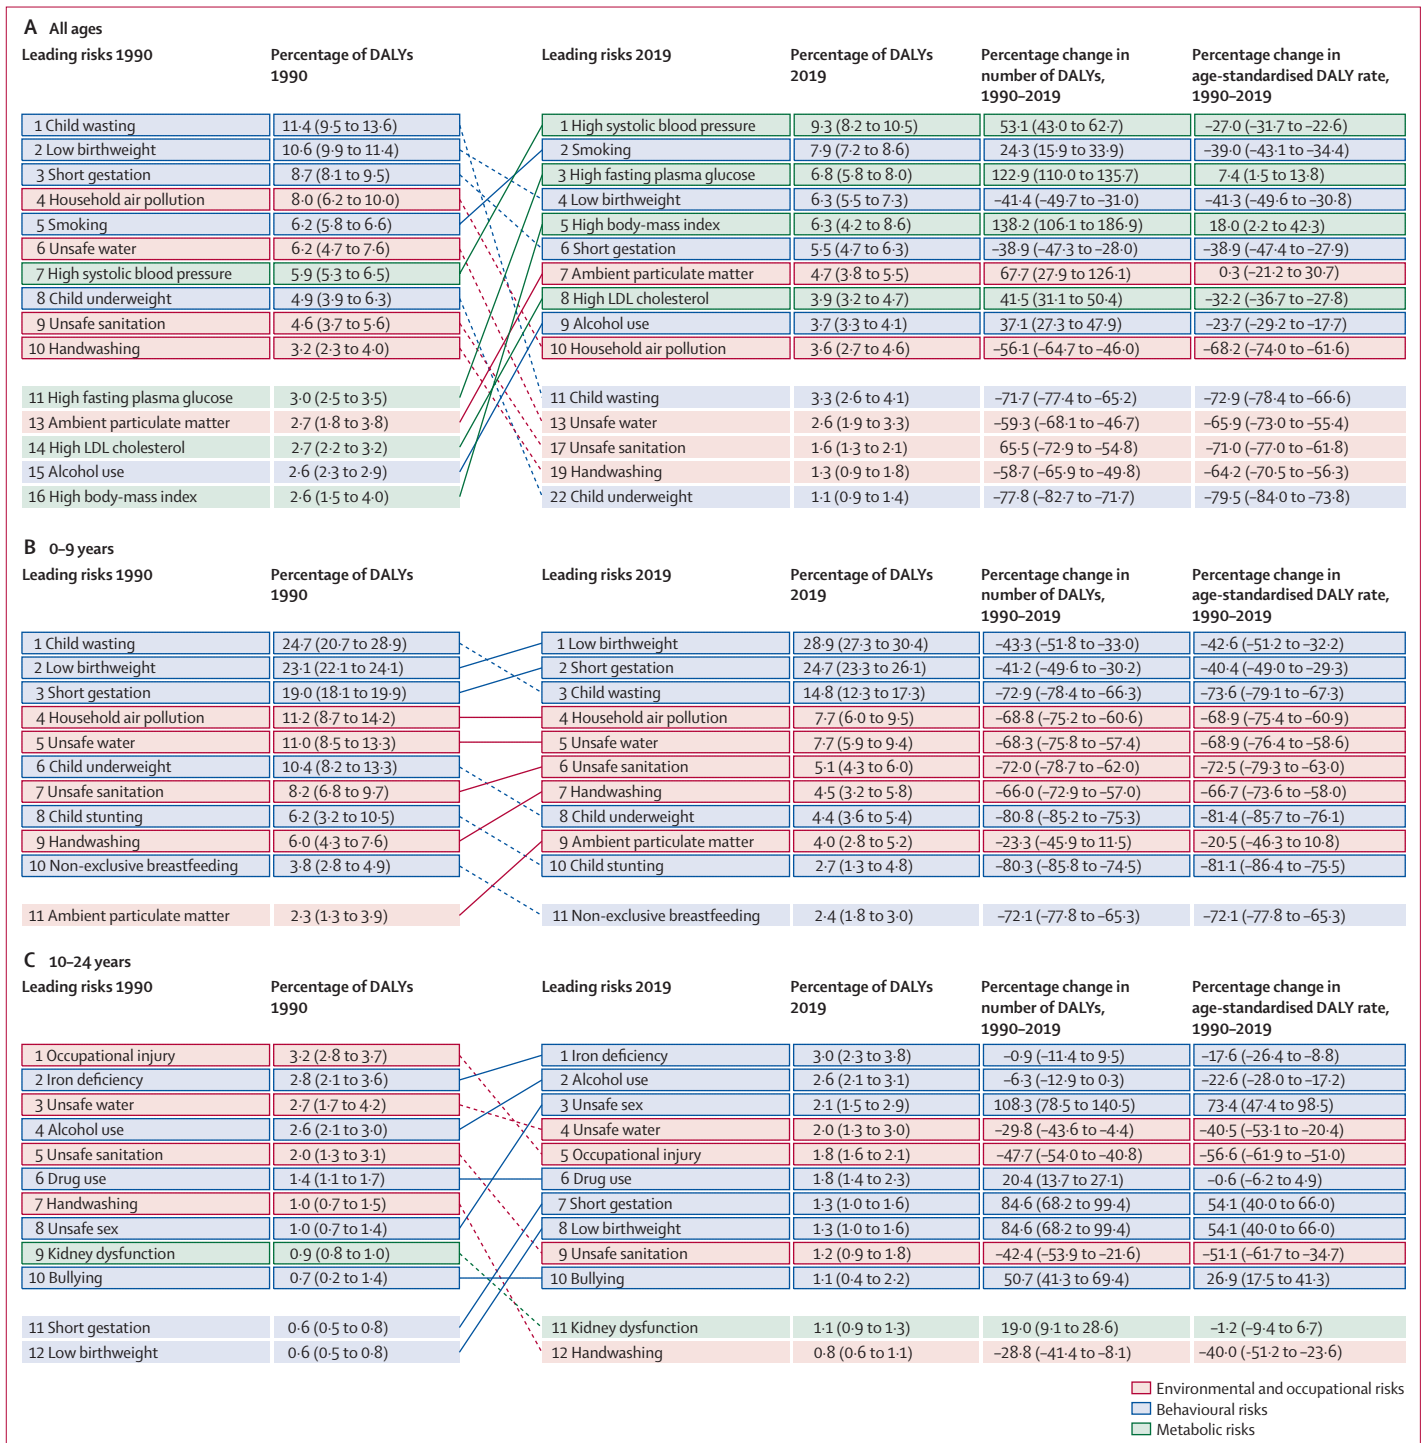 A All ages
Leading risks 1990 Percentage of DALYs 1990 Leading risks 2019 Percentage of DALYs 2019 Percentage change in number of DALYs, 1990–2019 Percentage change in age-standardised DALY rate, 1990–2019
1 Child wasting 11·4 (9·5 to 13·6) 1 High systolic blood pressure 9·3 (8·2 to 10·5) 53·1 (43·0 to 62·7) –27·0 (–31·7 to –22·6)
2 Low birthweight 10·6 (9·9 to 11·4) 2 Smoking 7·9 (7·2 to 8·6) 24·3 (15·9 to 33·9) –39·0 (–43·1 to –34·4)
3 Short gestation 8·7 (8·1 to 9·5) 3 High fasting plasma glucose 6·8 (5·8 to 8·0) 122·9 (110·0 to 135·7) 7·4 (1·5 to 13·8)
4 Household air pollution 8·0 (6·2 to 10·0) 4 Low birthweight 6·3 (5·5 to 7·3) –41·4 (–49·7 to –31·0) –41·3 (–49·6 to –30·8)
5 Smoking 6·2 (5·8 to 6·6) 5 High body-mass index 6·3 (4·2 to 8·6) 138·2 (106·1 to 186·9) 18·0 (2·2 to 42·3)
6 Unsafe water 6·2 (4·7 to 7·6) 6 Short gestation 5·5 (4·7 to 6·3) –38·9 (–47·3 to –28·0) –38·9 (–47·4 to –27·9)
7 High systolic blood pressure 5·9 (5·3 to 6·5) 7 Ambient particulate matter 4·7 (3·8 to 5·5) 67·7 (27·9 to 126·1) 0·3 (–21·2 to 30·7)
8 Child underweight 4·9 (3·9 to 6·3) 8 High LDL cholesterol 3·9 (3·2 to 4·7) 41·5 (31·1 to 50·4) –32·2 (–36·7 to –27·8)
9 Unsafe sanitation 4·6 (3·7 to 5·6) 9 Alcohol use 3·7 (3·3 to 4·1) 37·1 (27·3 to 47·9) –23·7 (–29·2 to –17·7)
10 Handwashing 3·2 (2·3 to 4·0) 10 Household air pollution 3·6 (2·7 to 4·6) –56·1 (–64·7 to –46·0) –68·2 (–74·0 to –61·6)
11 High fasting plasma glucose 3·0 (2·5 to 3·5) 11 Child wasting 3·3 (2·6 to 4·1) –71·7 (–77·4 to –65·2) –72·9 (–78·4 to –66·6)
13 Ambient particulate matter 2·7 (1·8 to 3·8) 13 Unsafe water 2·6 (1·9 to 3·3) –59·3 (–68·1 to –46·7) –65·9 (–73·0 to –55·4)
14 High LDL cholesterol 2·7 (2·2 to 3·2) 17 Unsafe sanitation 1·6 (1·3 to 2·1) 65·5 (–72·9 to –54·8) –71·0 (–77·0 to –61·8)
15 Alcohol use 2·6 (2·3 to 2·9) 19 Handwashing 1·3 (0·9 to 1·8) –58·7 (–65·9 to –49·8) –64·2 (–70·5 to –56·3)
16 High body-mass index 2·6 (1·5 to 4·0) 22 Child underweight 1·1 (0·9 to 1·4) –77·8 (–82·7 to –71·7) –79·5 (–84·0 to –73·8)
B 0–9 years
Leading risks 1990 Percentage of DALYs 1990 Leading risks 2019 Percentage of DALYs 2019 Percentage change in number of DALYs, 1990–2019 Percentage change in age-standardised DALY rate, 1990–2019
1 Child wasting 24·7 (20·7 to 28·9) 1 Low birthweight 28·9 (27·3 to 30·4) –43·3 (–51·8 to –33·0) –42·6 (–51·2 to –32·2)
2 Low birthweight 23·1 (22·1 to 24·1) 2 Short gestation 24·7 (23·3 to 26·1) –41·2 (–49·6 to –30·2) –40·4 (–49·0 to –29·3)
3 Short gestation 19·0 (18·1 to 19·9) 3 Child wasting 14·8 (12·3 to 17·3) –72·9 (–78·4 to –66·3) –73·6 (–79·1 to –67·3)
4 Household air pollution 11·2 (8·7 to 14·2) 4 Household air pollution 7·7 (6·0 to 9·5) –68·8 (–75·2 to –60·6) –68·9 (–75·4 to –60·9)
5 Unsafe water 11·0 (8·5 to 13·3) 5 Unsafe water 7·7 (5·9 to 9·4) –68·3 (–75·8 to –57·4) –68·9 (–76·4 to –58·6)
6 Child underweight 10·4 (8·2 to 13·3) 6 Unsafe sanitation 5·1 (4·3 to 6·0) –72·0 (–78·7 to –62·0) –72·5 (–79·3 to –63·0)
7 Unsafe sanitation 8·2 (6·8 to 9·7) 7 Handwashing 4·5 (3·2 to 5·8) –66·0 (–72·9 to –57·0) –66·7 (–73·6 to –58·0)
8 Child stunting 6·2 (3·2 to 10·5) 8 Child underweight 4·4 (3·6 to 5·4) –80·8 (–85·2 to –75·3) –81·4 (–85·7 to –76·1)
9 Handwashing 6·0 (4·3 to 7·6) 9 Ambient particulate matter 4·0 (2·8 to 5·2) –23·3 (–45·9 to 11·5) –20·5 (–46·3 to 10·8)
10 Non-exclusive breastfeeding 3·8 (2·8 to 4·9) 10 Child stunting 2·7 (1·3 to 4·8) –80·3 (–85·8 to –74·5) –81·1 (–86·4 to –75·5)
11 Ambient particulate matter 2·3 (1·3 to 3·9) 11 Non-exclusive breastfeeding 2·4 (1·8 to 3·0) –72·1 (–77·8 to –65·3) –72·1 (–77·8 to –65·3)
C 10–24 years
Leading risks 1990 Percentage of DALYs 1990 Leading risks 2019 Percentage of DALYs 2019 Percentage change in number of DALYs, 1990–2019 Percentage change in age-standardised DALY rate, 1990–2019
1 Occupational injury 3·2 (2·8 to 3·7) 1 Iron deficiency 3·0 (2·3 to 3·8) –0·9 (–11·4 to 9·5) –17·6 (–26·4 to –8·8)
2 Iron deficiency 2·8 (2·1 to 3·6) 2 Alcohol use 2·6 (2·1 to 3·1) –6·3 (–12·9 to 0·3) –22·6 (–28·0 to –17·2)
3 Unsafe water 2·7 (1·7 to 4·2) 3 Unsafe sex 2·1 (1·5 to 2·9) 108·3 (78·5 to 140·5) 73·4 (47·4 to 98·5)
4 Alcohol use 2·6 (2·1 to 3·0) 4 Unsafe water 2·0 (1·3 to 3·0) –29·8 (–43·6 to –4·4) –40·5 (–53·1 to –20·4)
5 Unsafe sanitation 2·0 (1·3 to 3·1) 5 Occupational injury 1·8 (1·6 to 2·1) –47·7 (–54·0 to –40·8) –56·6 (–61·9 to –51·0)
6 Drug use 1·4 (1·1 to 1·7) 6 Drug use 1·8 (1·4 to 2·3) 20·4 (13·7 to 27·1) –0·6 (–6·2 to 4·9)
7 Handwashing 1·0 (0·7 to 1·5) 7 Short gestation 1·3 (1·0 to 1·6) 84·6 (68·2 to 99·4) 54·1 (40·0 to 66·0)
8 Unsafe sex 1·0 (0·7 to 1·4) 8 Low birthweight 1·3 (1·0 to 1·6) 84·6 (68·2 to 99·4) 54·1 (40·0 to 66·0)
9 Kidney dysfunction 0·9 (0·8 to 1·0) 9 Unsafe sanitation 1·2 (0·9 to 1·8) –42·4 (–53·9 to –21·6) –51·1 (–61·7 to –34·7)
10 Bullying 0·7 (0·2 to 1·4) 10 Bullying 1·1 (0·4 to 2·2) 50·7 (41·3 to 69·4) 26·9 (17·5 to 41·3)
11 Short gestation 0·6 (0·5 to 0·8) 11 Kidney dysfunction 1·1 (0·9 to 1·3) 19·0 (9·1 to 28·6) –1·2 (–9·4 to 6·7)
12 Low birthweight 0·6 (0·5 to 0·8) 12 Handwashing 0·8 (0·6 to 1·1) –28·8 (–41·4 to –8·1) –40·0 (-51·2 to –23·6)
Environmental and occupational risks
Behavioural risks
Metabolic risks